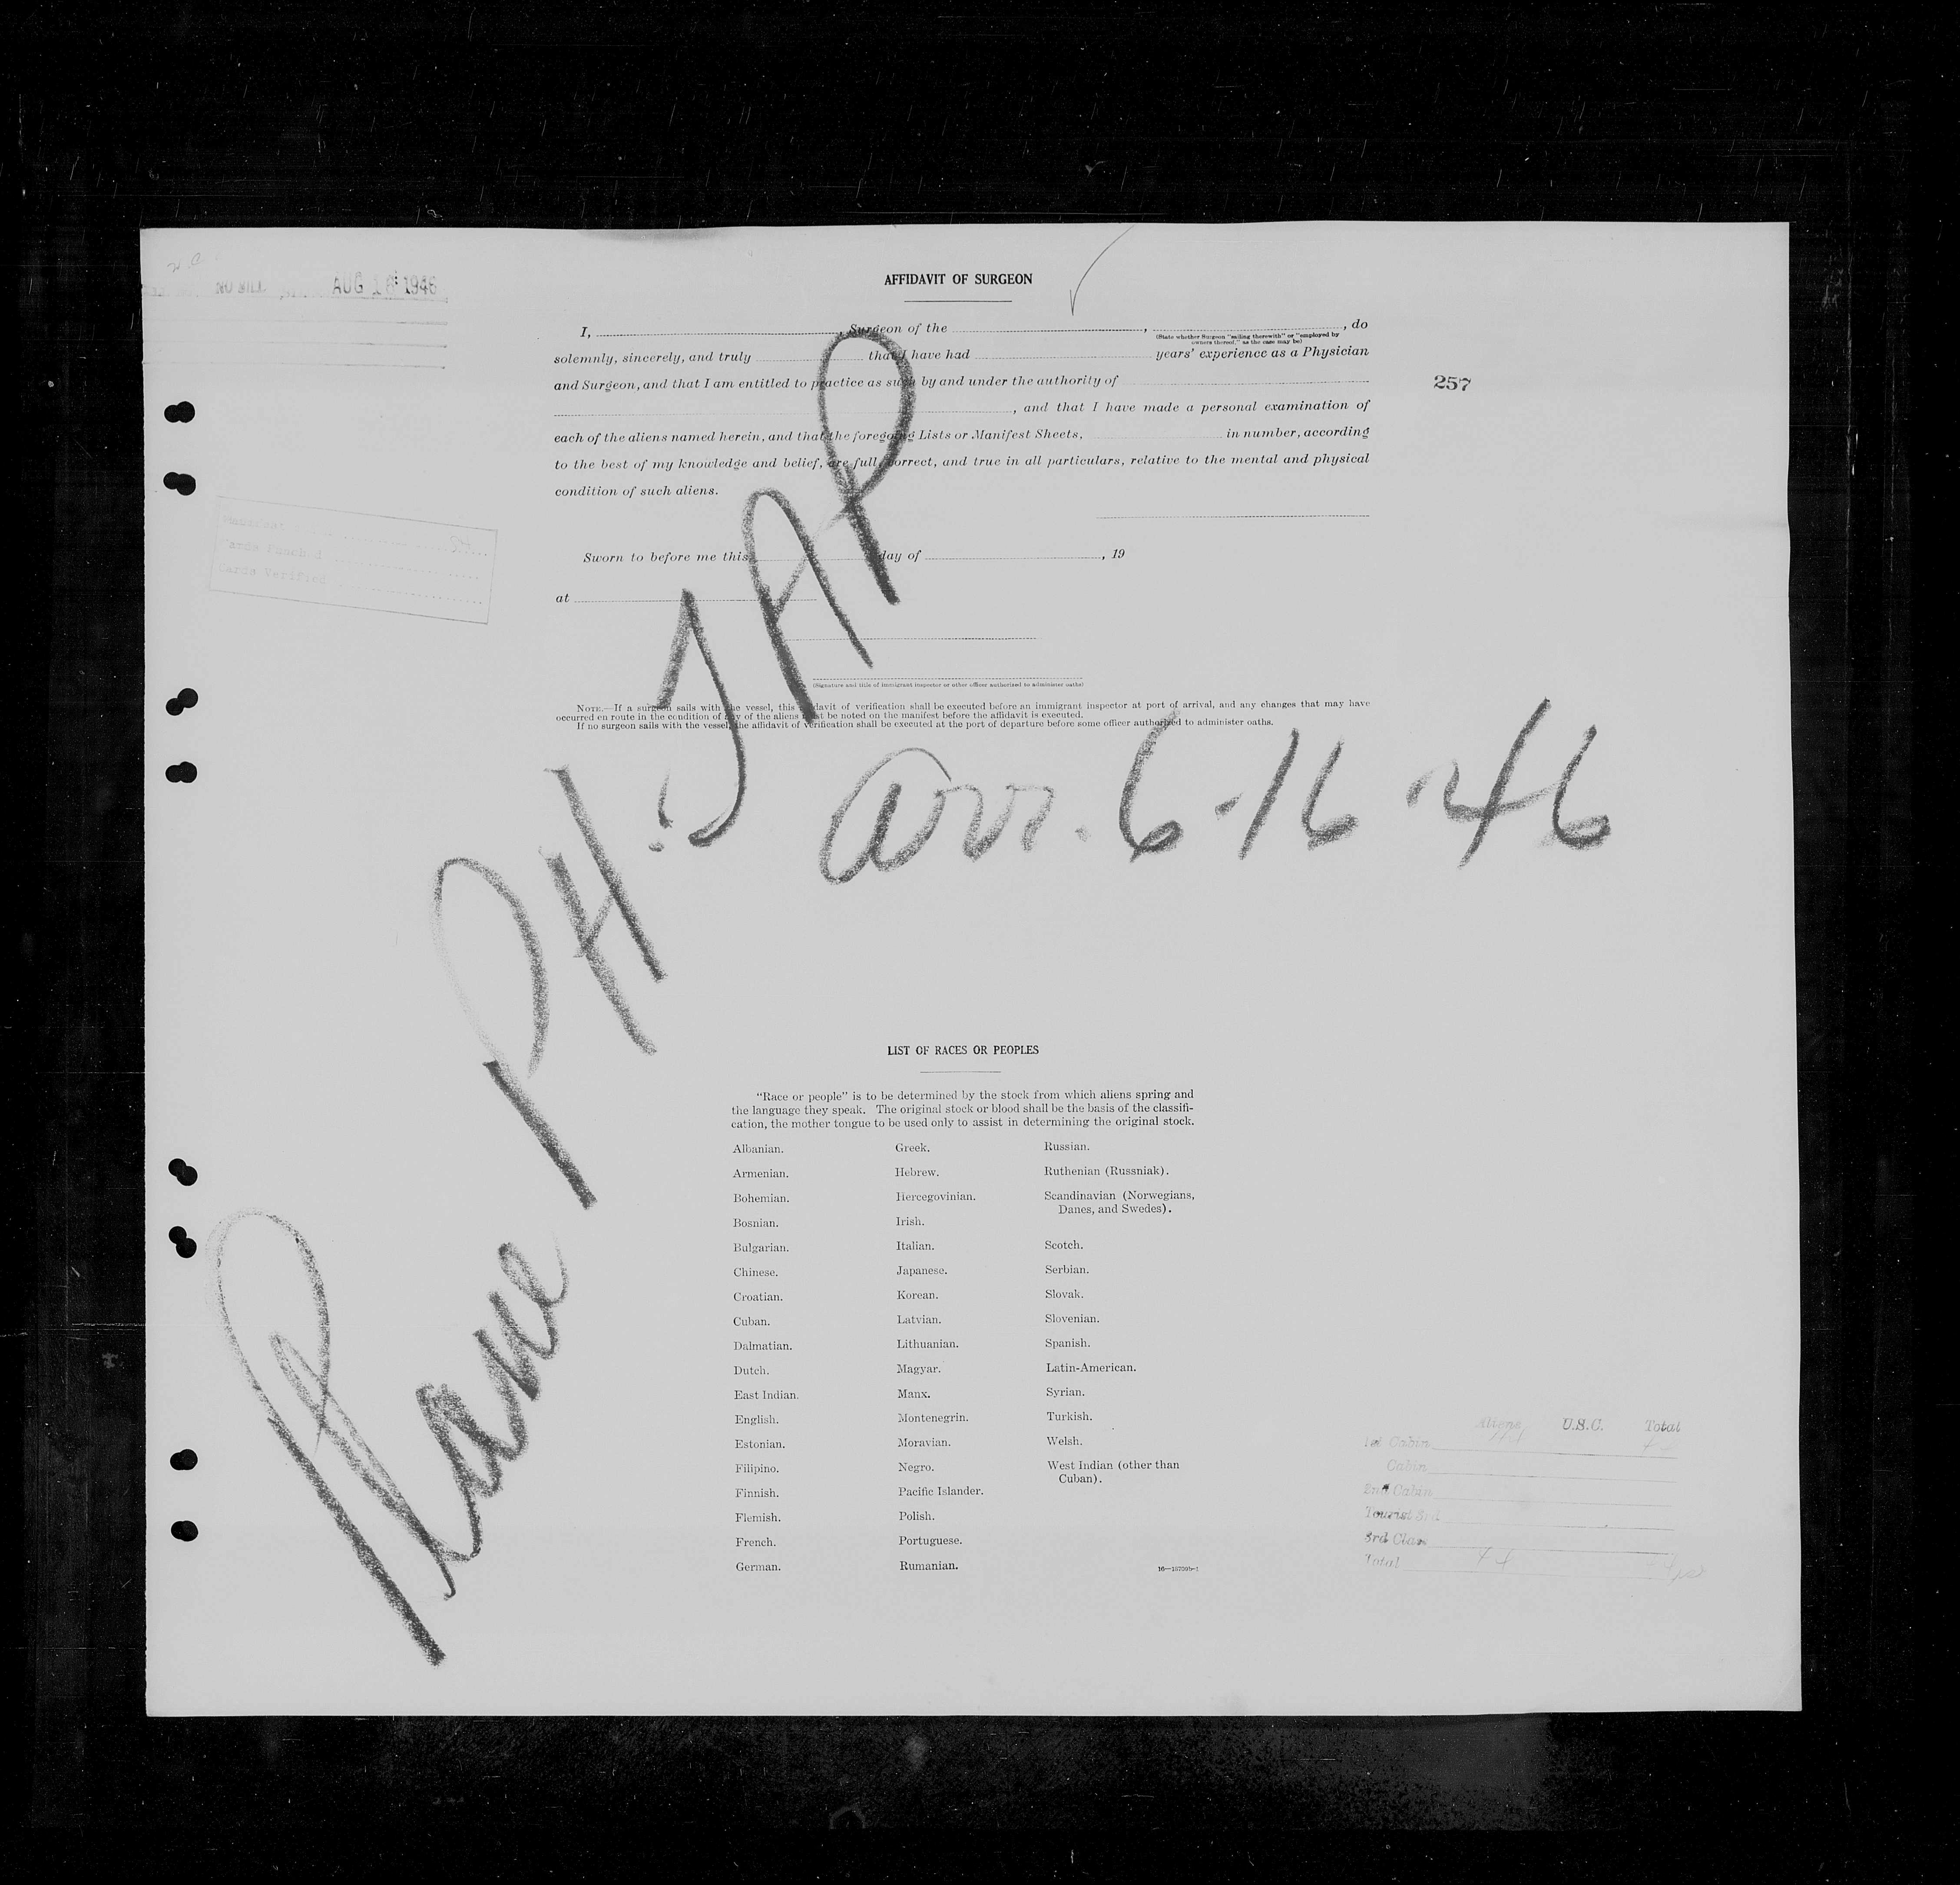 NO BILL AUG 16 1946
AFFIDAVIT OF SURGEON
I, , Surgeon of the , , do
(State whether Surgeon "sailing therewith" or "employed by
owners thereof," as the case may be)
solemnly, sincerely, and truly that I have had years' experience as a Physician
and Surgeon, and that I am entitled to practice as such by and under the authority of
257
, and that I have made a personal examination of
each of the aliens named herein, and that the foregoing Lists or Manifest Sheets, in number, according
to the best of my knowledge and belief, are full, correct, and true in all particulars, relative to the mental and physical
condition of such aliens.
Cards Punched
Cards Verified
Sworn to before me this day of , 19
at
(Signature and title of immigrant inspector or other officer authorized to administer oaths)
NOTE.—If a surgeon sails with the vessel, this affidavit of verification shall be executed before an immigrant inspector at port of arrival, and any changes that may have
occurred en route in the condition of any of the aliens must be noted on the manifest before the affidavit is executed.
If no surgeon sails with the vessel, the affidavit of verification shall be executed at the port of departure before some officer authorized to administer oaths.
Plane PH-TAP
arr. 6-16-46
LIST OF RACES OR PEOPLES
"Race or people" is to be determined by the stock from which aliens spring and
the language they speak. The original stock or blood shall be the basis of the classifi-
cation, the mother tongue to be used only to assist in determining the original stock.
Albanian.
Armenian.
Bohemian.
Bosnian.
Bulgarian.
Chinese.
Croatian.
Cuban.
Dalmatian.
Dutch.
East Indian.
English.
Estonian.
Filipino.
Finnish.
Flemish.
French.
German.
Greek.
Hebrew.
Hercegovinian.
Irish.
Italian.
Japanese.
Korean.
Latvian.
Lithuanian.
Magyar.
Manx.
Montenegrin.
Moravian.
Negro.
Pacific Islander.
Polish.
Portuguese.
Rumanian.
Russian.
Ruthenian (Russniak).
Scandinavian (Norwegians,
Danes, and Swedes).
Scotch.
Serbian.
Slovak.
Slovenian.
Spanish.
Latin-American.
Syrian.
Turkish.
Welsh.
West Indian (other than
Cuban).
Aliens U.S.C. Total
1st Cabin
Cabin
2nd Cabin
Tourist 3rd
3rd Class
Total